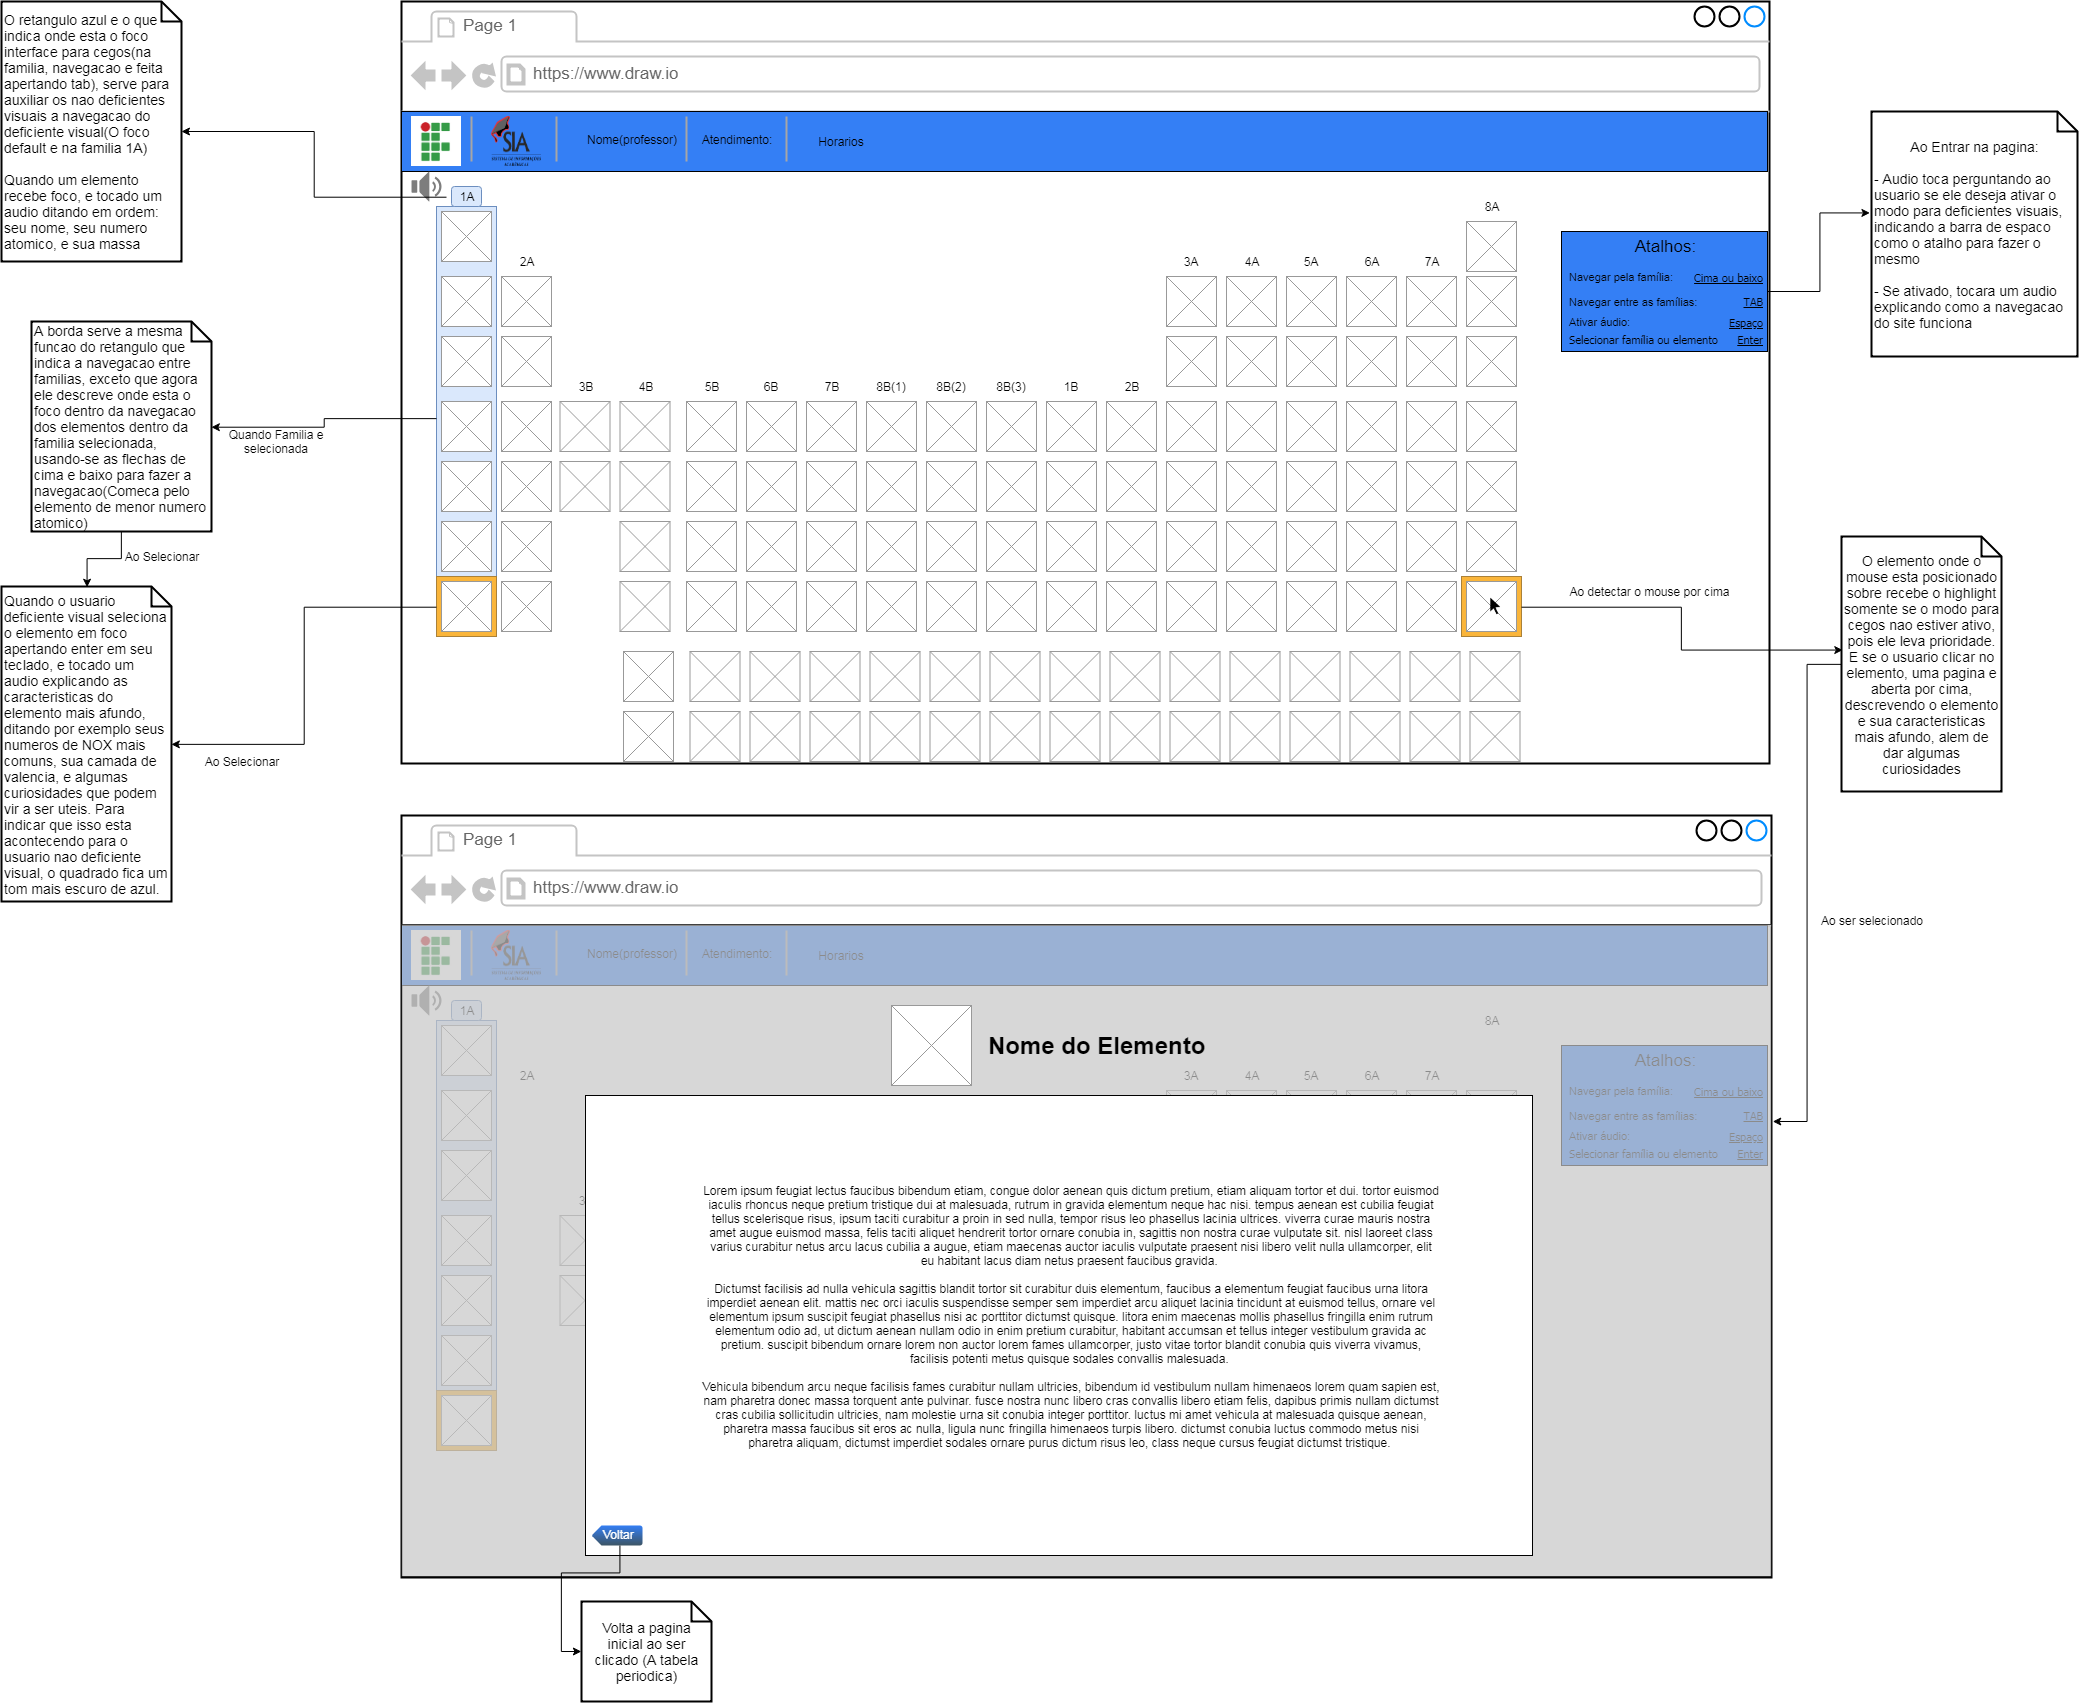 O retangulo azul e o que
indica onde esta o foco
interface para cegos(na
familia, navegacao e feita
apertando tab), serve para
auxiliar os nao deficientes
visuais a navegacao do
deficiente visual(O foco
default e na familia 1A)
Quando um elemento
recebe foco, e tocado um
audio ditando em ordem:
seu nome, seu numero
atomico, e sua massa
A borda serve a mesma
funcao do retangulo que
indica a navegacao entre
familias, exceto que agora
ele descreve onde esta o
foco dentro da navegacao
dos elementos dentro da
familia selecionada,
usando-se as flechas de
cima e baixo para fazer a
navegacao(Comeca pelo
elemento de menor numero
atomico)
Quando Familia e
selecionada
Ao Selecionar
Quando o usuario
deficiente visual seleciona
o elemento em foco
apertando enter em seu
teclado, e tocado um
audio explicando as
caracteristicas do
elemento mais afundo,
ditando por exemplo seus
numeros de NOX mais
comuns, sua camada de
valencia, e algumas
curiosidades que podem
vir a ser uteis. Para
indicar que isso esta
acontecendo para o
usuario nao deficiente
visual, o quadrado fica um
tom mais escuro de azul.
Ao Selecionar
Page 1
https://www.draw.io
SIA
Nome(professor)
Atendimento:
Horarios
1A
8A
2A
3A 4A 5A 6A 7A
3B 4B 5B 6B 7B 8B(1) 8B(2) 8B(3) 1B 2B
Atalhos:
Navegar pela família: Cima ou baixo
Navegar entre as famílias: TAB
Ativar áudio: Espaço
Selecionar família ou elemento Enter
Ao Entrar na pagina:
- Audio toca perguntando ao
usuario se ele deseja ativar o
modo para deficientes visuais,
indicando a barra de espaco
como o atalho para fazer o
mesmo
- Se ativado, tocara um audio
explicando como a navegacao
do site funciona
Ao detectar o mouse por cima
O elemento onde o
mouse esta posicionado
sobre recebe o highlight
somente se o modo para
cegos nao estiver ativo,
pois ele leva prioridade.
E se o usuario clicar no
elemento, uma pagina e
aberta por cima,
descrevendo o elemento
e sua caracteristicas
mais afundo, alem de
dar algumas
curiosidades
Ao ser selecionado
Page 1
https://www.draw.io
SIA
Nome(professor)
Atendimento:
Horarios
1A
8A
Nome do Elemento
2A
3A 4A 5A 6A 7A
Atalhos:
Navegar pela família: Cima ou baixo
Navegar entre as famílias: TAB
Ativar áudio: Espaço
Selecionar família ou elemento Enter
Lorem ipsum feugiat lectus faucibus bibendum etiam, congue dolor aenean quis dictum pretium, etiam aliquam tortor et dui. tortor euismod
iaculis rhoncus neque pretium tristique dui at malesuada, rutrum in gravida elementum neque hac nisi. tempus aenean est cubilia feugiat
tellus scelerisque risus, ipsum taciti curabitur a proin in sed nulla, tempor risus leo phasellus lacinia ultrices. viverra curae mauris nostra
amet augue euismod massa, felis taciti aliquet hendrerit tortor ornare conubia in, sagittis non nostra curae vulputate sit. nisl laoreet class
varius curabitur netus arcu lacus cubilia a augue, etiam maecenas auctor iaculis vulputate praesent nisi libero velit nulla ullamcorper, elit
eu habitant lacus diam netus praesent faucibus gravida.
Dictumst facilisis ad nulla vehicula sagittis blandit tortor sit curabitur duis elementum, faucibus a elementum feugiat faucibus urna litora
imperdiet aenean elit. mattis nec orci iaculis suspendisse semper sem imperdiet arcu aliquet lacinia tincidunt at euismod tellus, ornare vel
elementum ipsum suscipit feugiat phasellus nisi ac porttitor dictumst quisque. litora enim maecenas mollis phasellus fringilla enim rutrum
elementum odio ad, ut dictum aenean nullam odio in enim pretium curabitur, habitant accumsan et tellus integer vestibulum gravida ac
pretium. suscipit bibendum ornare lorem non auctor lorem fames ullamcorper, justo vitae tortor blandit conubia quis viverra vivamus,
facilisis potenti metus quisque sodales convallis malesuada.
Vehicula bibendum arcu neque facilisis fames curabitur nullam ultricies, bibendum id vestibulum nullam himenaeos lorem quam sapien est,
nam pharetra donec massa torquent ante pulvinar. fusce nostra nunc libero cras convallis libero etiam felis, dapibus primis nullam dictumst
cras cubilia sollicitudin ultricies, nam molestie urna sit conubia integer porttitor. luctus mi amet vehicula at malesuada quisque aenean,
pharetra massa faucibus sit eros ac nulla, ligula nunc fringilla himenaeos turpis libero. dictumst conubia luctus commodo metus nisi
pharetra aliquam, dictumst imperdiet sodales ornare purus dictum risus leo, class neque cursus feugiat dictumst tristique.
Voltar
Volta a pagina
inicial ao ser
clicado (A tabela
periodica)